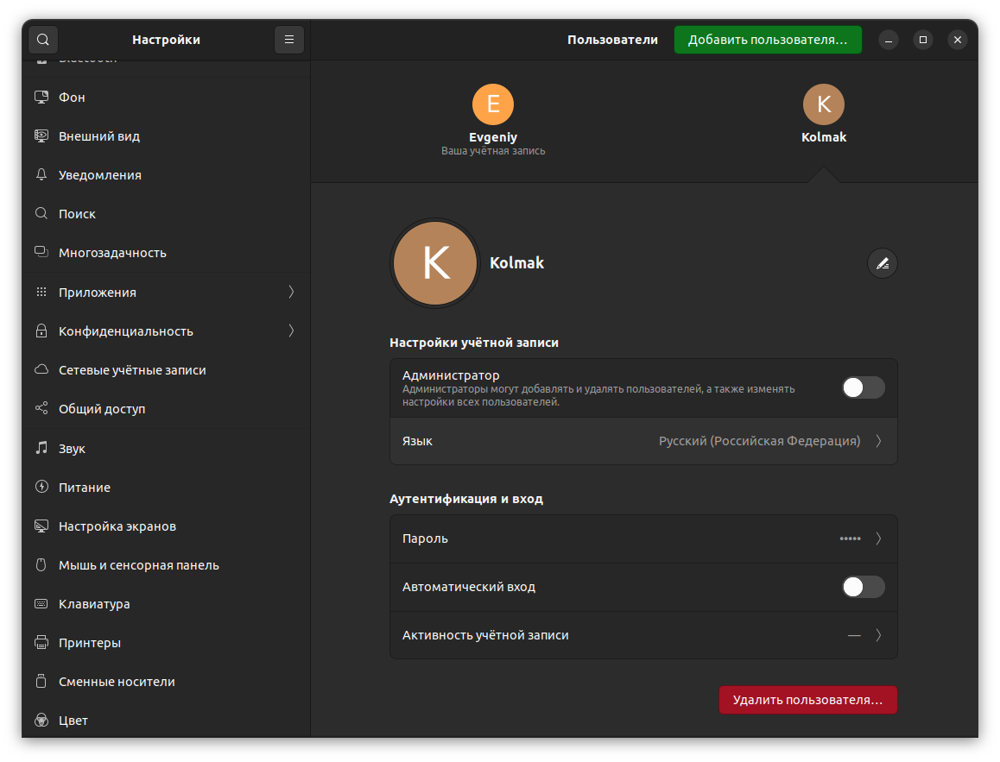 Настройки
Bluetooth
Фон
Внешний вид
Уведомления
Поиск
Многозадачность
Приложения
Конфиденциальность
Сетевые учётные записи
Общий доступ
Звук
Питание
Настройка экранов
Мышь и сенсорная панель
Клавиатура
Принтеры
Сменные носители
Цвет
Пользователи
Добавить пользователя…
E
Evgeniy
Ваша учётная запись
K
Kolmak
K
Kolmak
Настройки учётной записи
Администратор
Администраторы могут добавлять и удалять пользователей, а также изменять
настройки всех пользователей.
Язык
Русский (Российская Федерация)
Аутентификация и вход
Пароль
•••••
Автоматический вход
Активность учётной записи
—
Удалить пользователя…